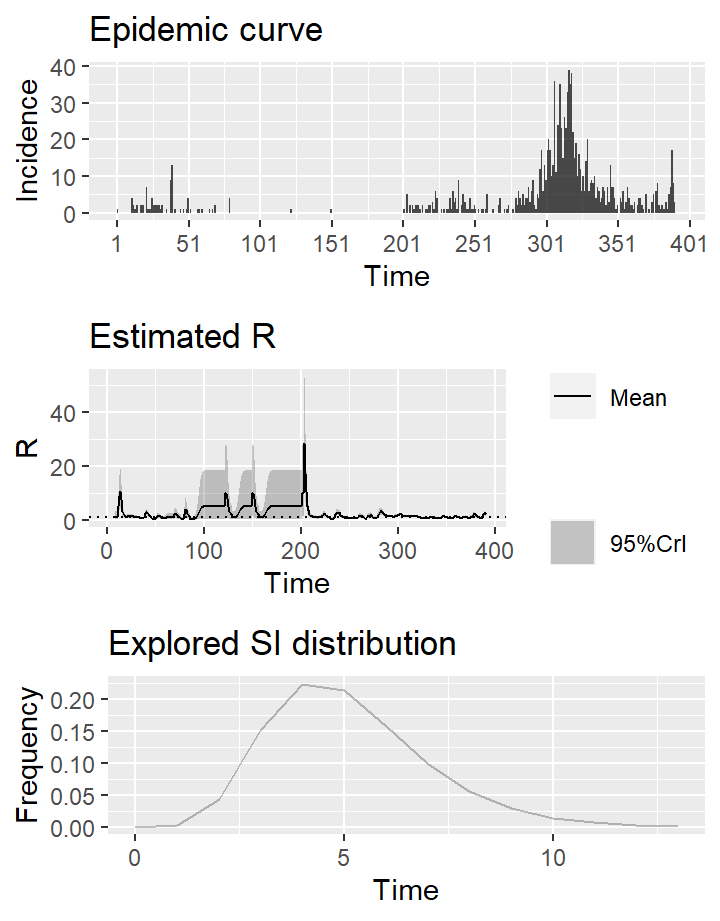 Epidemic curve
40
30
20
10
0
Incidence
1 51 101 151 201 251 301 351 401
Time
Estimated R
40
20
0
R
0 100 200 300 400
Time
Mean
95%CrI
Explored SI distribution
0.20
0.15
0.10
0.05
0.00
Frequency
0 5 10
Time